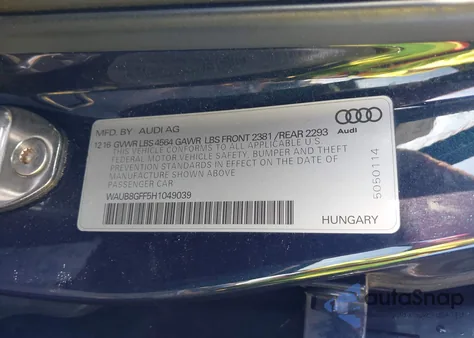 MFD. BY AUDI AG
12 16 GVWR LBS 4564 GAWR LBS FRONT 2381 /REAR 2293
THIS VEHICLE CONFORMS TO ALL APPLICABLE
FEDERAL MOTOR VEHICLE SAFETY, BUMPER AND THEFT
PREVENTION STANDARDS IN EFFECT ON THE DATE OF
MANUFACTURE SHOWN ABOVE
PASSENGER CAR
WAUB8GFF5H1049039
Audi
5050114
HUNGARY
autoSnap